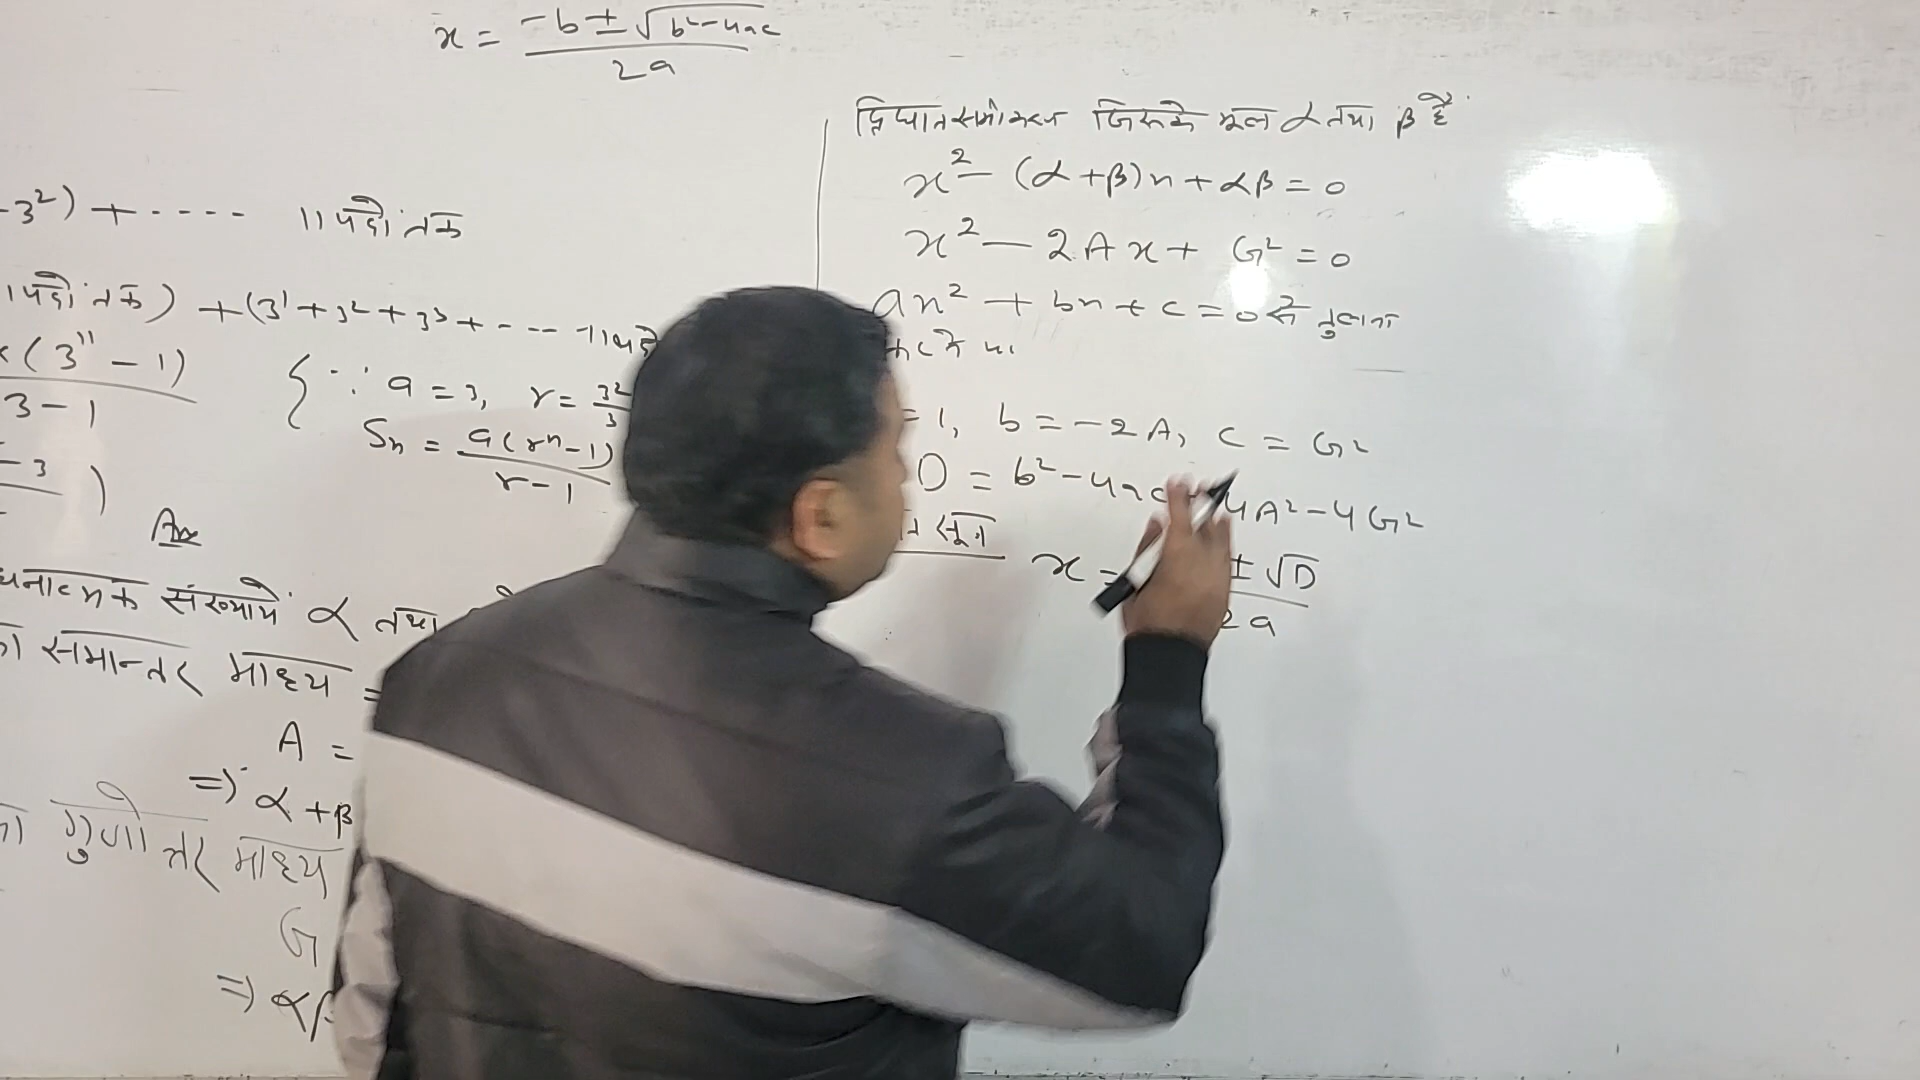 x = -b ± √b²-4ac / 2a
-3²) + ---- 11 पदों तक
1 पदों तक) + (3¹ + 3² + 3³ + --- 11 पदों
(3¹¹ - 1) / 3 - 1
{ ∵ a = 3, r = 3²/3
Sn = a(rⁿ-1) / r-1
-3 )
Ans
धनात्मक संख्यायें α तथा
का समान्तर माध्य =
A =
=> α + β
का गुणोत्तर माध्य
G
=> αβ
द्विघात समीकरण जिसके मूल α तथा β हैं
x² - (α+β)x + αβ = 0
x² - 2Ax + G² = 0
ax² + bx + c = 0 से तुलना
करने पर
= 1, b = -2A, c = G²
D = b² - 4ac 4A² - 4G²
सूत्र x = ± √D / 2a